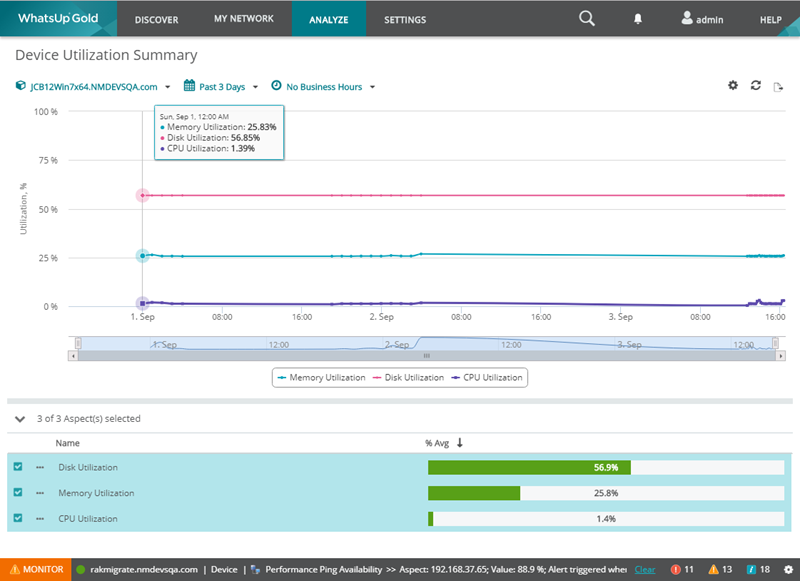 WhatsUp Gold DISCOVER MY NETWORK ANALYZE SETTINGS admin HELP
Device Utilization Summary
JCB12Win7x64.NMDEVSQA.com Past 3 Days No Business Hours
100 %
Sun, Sep 1, 12:00 AM
Memory Utilization: 25.83%
Disk Utilization: 56.85%
CPU Utilization: 1.39%
75 %
50 %
25 %
0 %
Utilization, %
1. Sep 08:00 16:00 2. Sep 08:00 16:00 3. Sep 08:00 16:00
1. Sep 12:00 2. Sep 12:00 3. Sep 12:00
Memory Utilization Disk Utilization CPU Utilization
3 of 3 Aspect(s) selected
Name % Avg ↓
Disk Utilization 56.9%
Memory Utilization 25.8%
CPU Utilization 1.4%
MONITOR rakmigrate.nmdevsqa.com | Device | Performance Ping Availability >> Aspect: 192.168.37.65; Value: 88.9 %; Alert triggered when Clear 11 13 18